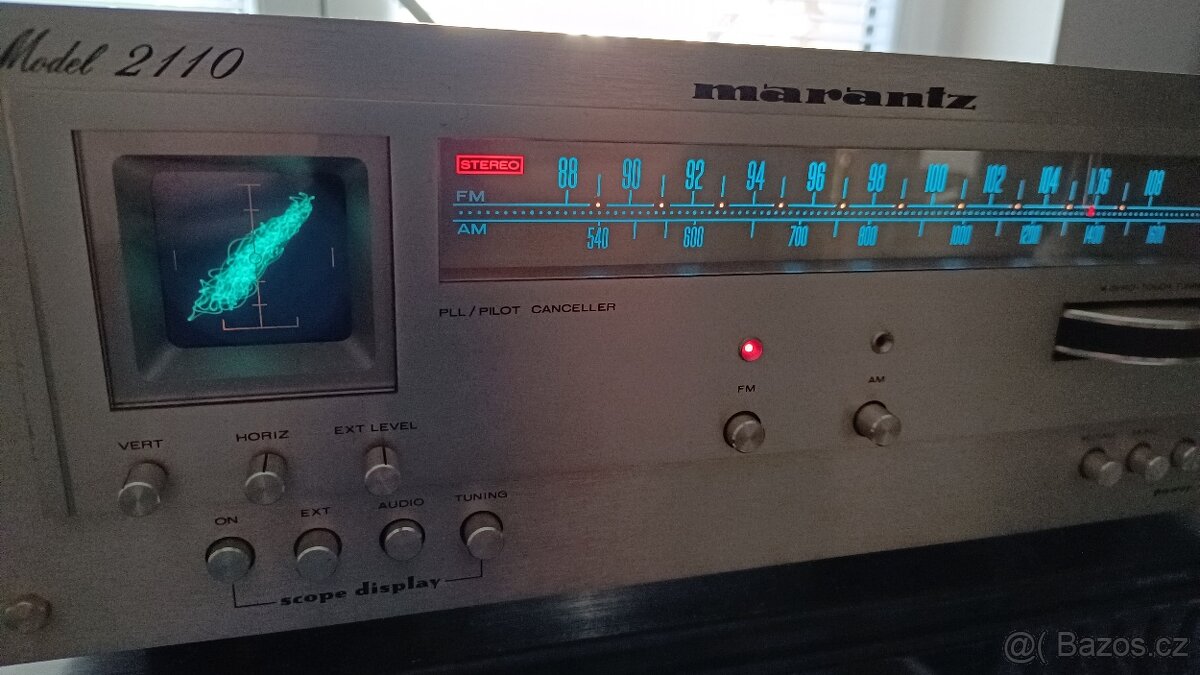 Model 2110
marantz
STEREO
88 90 92 94 96 98 100 102 104 106 108
FM
AM
540 600 700 800 1000 1200 1400 1600
PLL/PILOT CANCELLER
FM
AM
VERT
HORIZ
EXT LEVEL
ON
EXT
AUDIO
TUNING
scope display
@( Bazos.cz